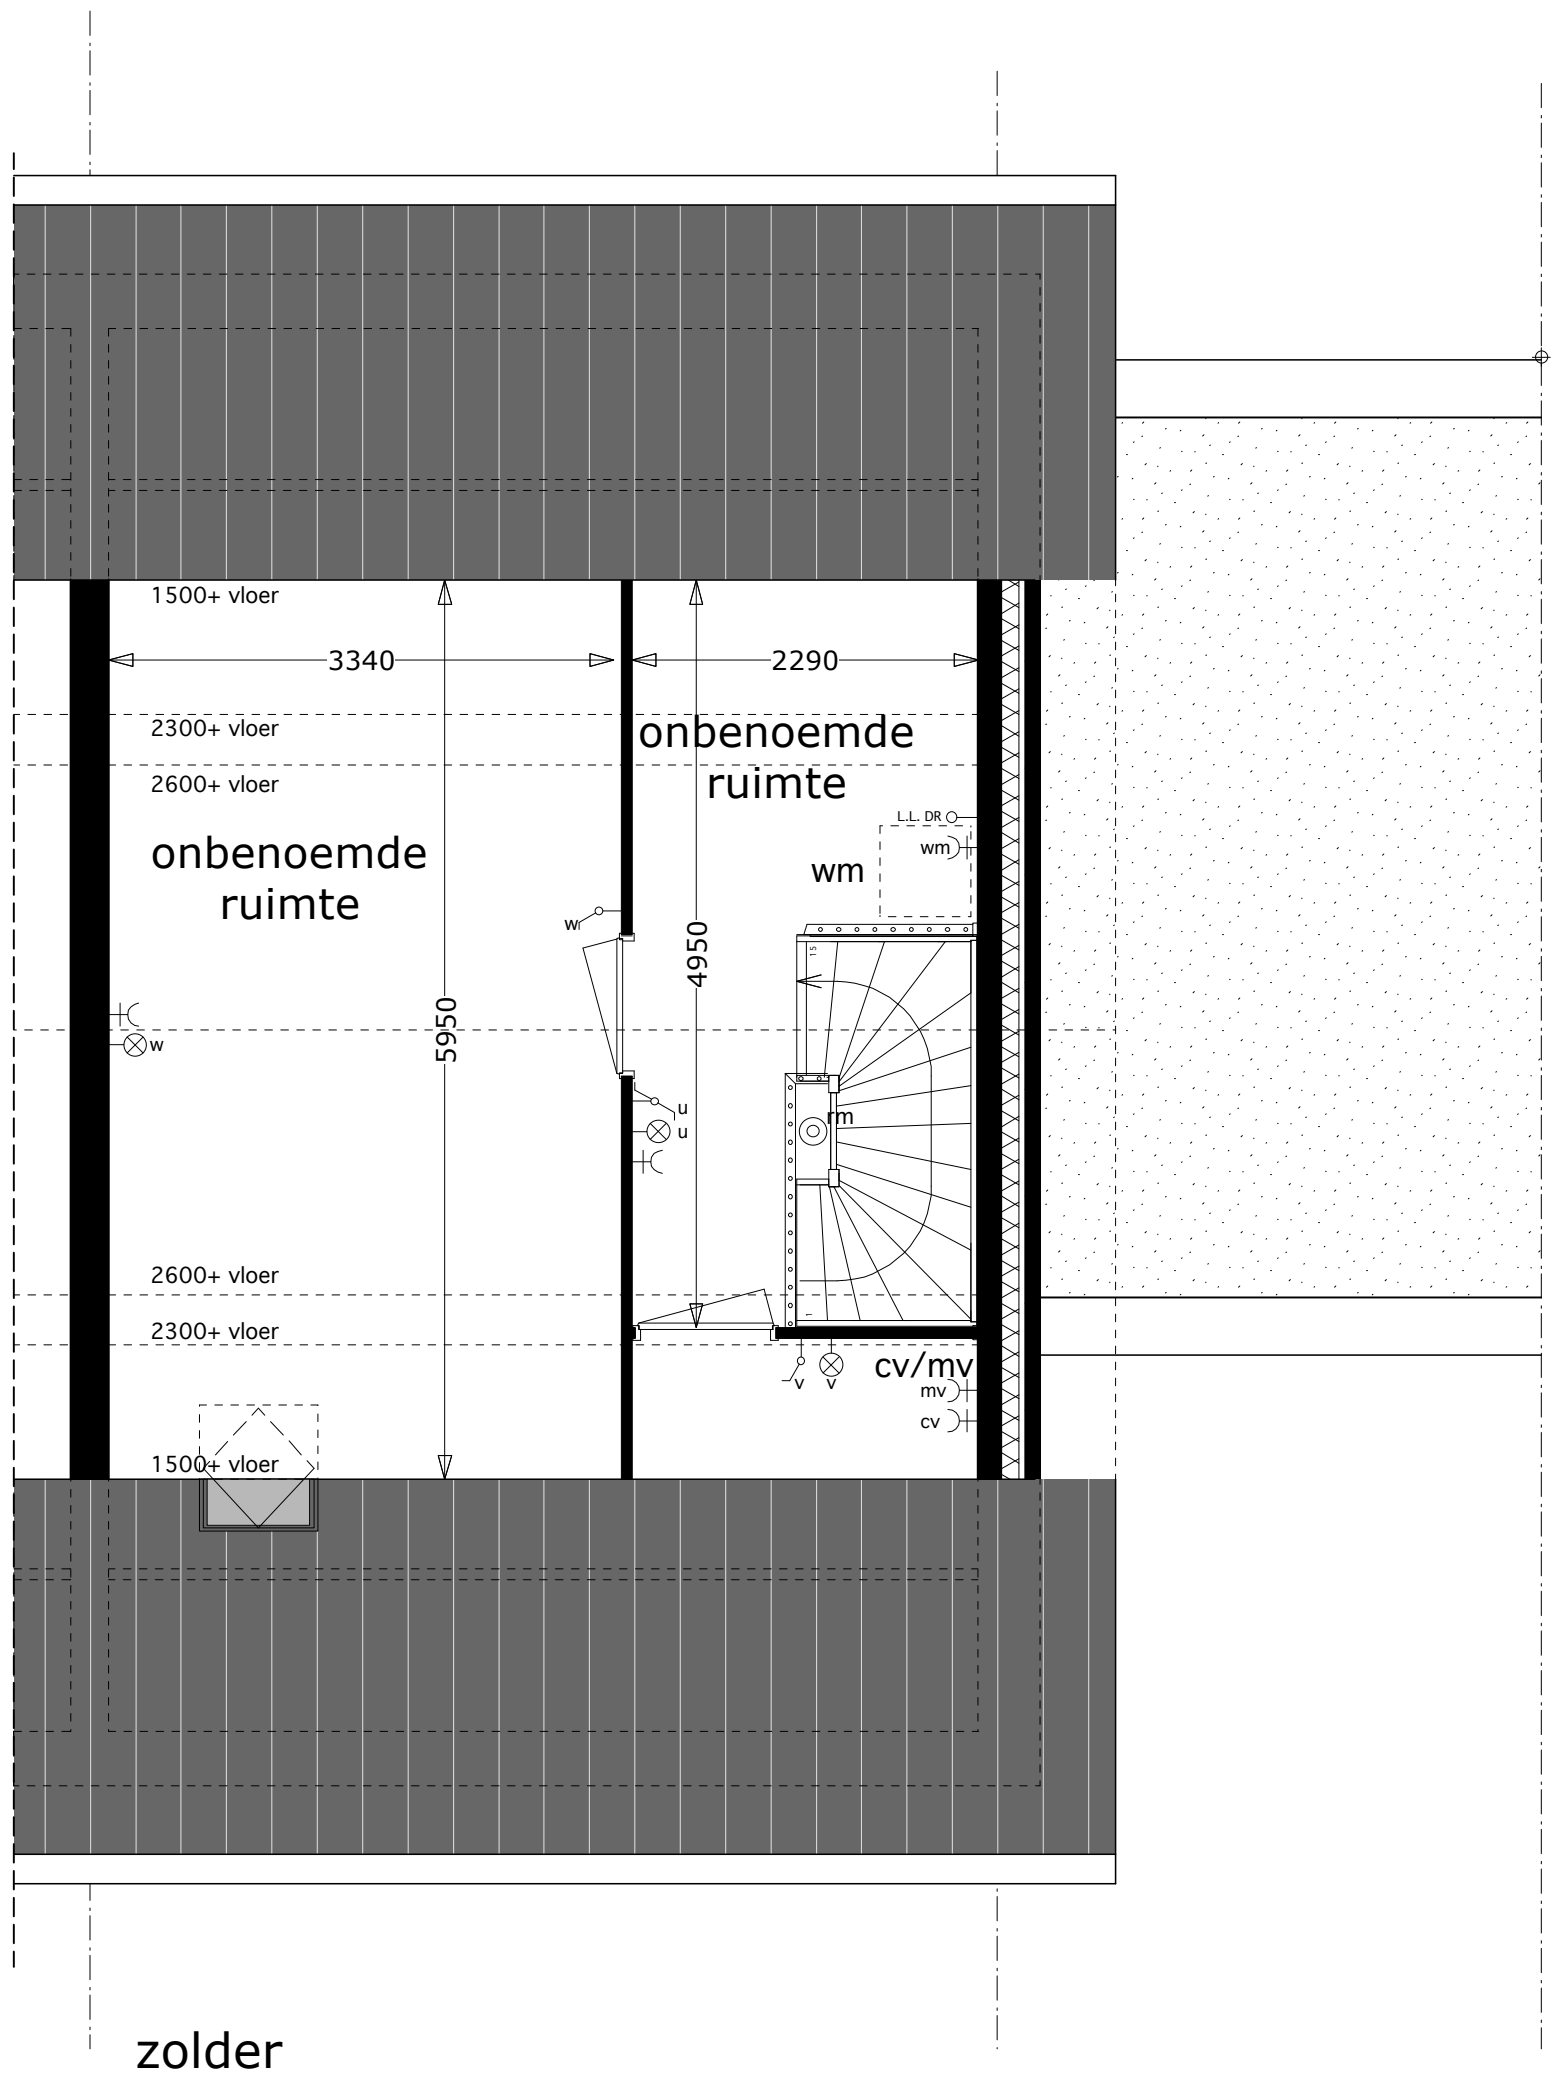 1500+ vloer
3340
2290
2300+ vloer
onbenoemde
ruimte
2600+ vloer
L.L. DR
wm
wm
onbenoemde
ruimte
w
4950
15
5950
w
u
rm
u
2600+ vloer
1
2300+ vloer
cv/mv
v
v
mv
cv
1500+ vloer
zolder